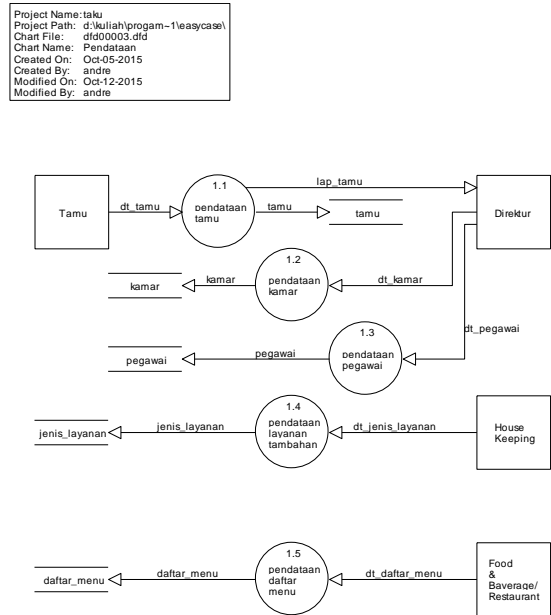 Project Name: taku
Project Path: d:\kuliah\progam~1\easycase\
Chart File: dfd00003.dfd
Chart Name: Pendataan
Created On: Oct-05-2015
Created By: andre
Modified On: Oct-12-2015
Modified By: andre
Tamu
dt_tamu
1.1
pendataan
tamu
lap_tamu
tamu
tamu
Direktur
kamar
kamar
1.2
pendataan
kamar
dt_kamar
dt_pegawai
pegawai
pegawai
1.3
pendataan
pegawai
jenis_layanan
jenis_layanan
1.4
pendataan
layanan
tambahan
dt_jenis_layanan
House
Keeping
daftar_menu
daftar_menu
1.5
pendataan
daftar
menu
dt_daftar_menu
Food
&
Baverage/
Restaurant